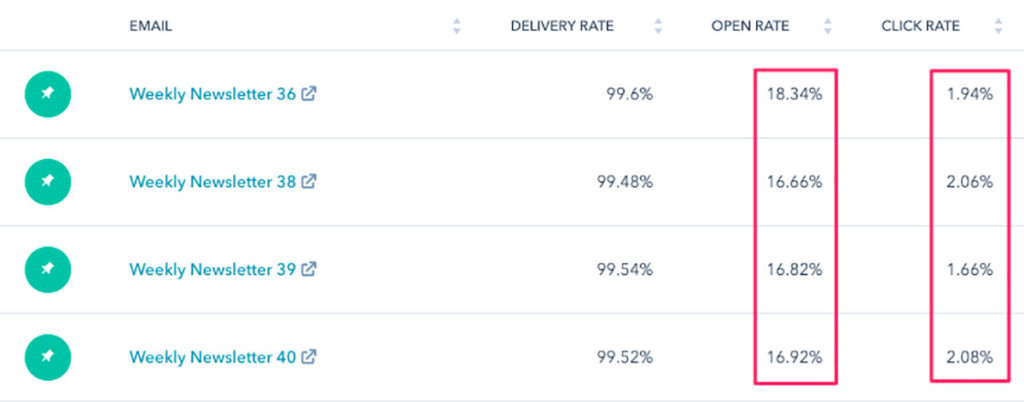 EMAIL DELIVERY RATE OPEN RATE CLICK RATE
Weekly Newsletter 36 99.6% 18.34% 1.94%
Weekly Newsletter 38 99.48% 16.66% 2.06%
Weekly Newsletter 39 99.54% 16.82% 1.66%
Weekly Newsletter 40 99.52% 16.92% 2.08%